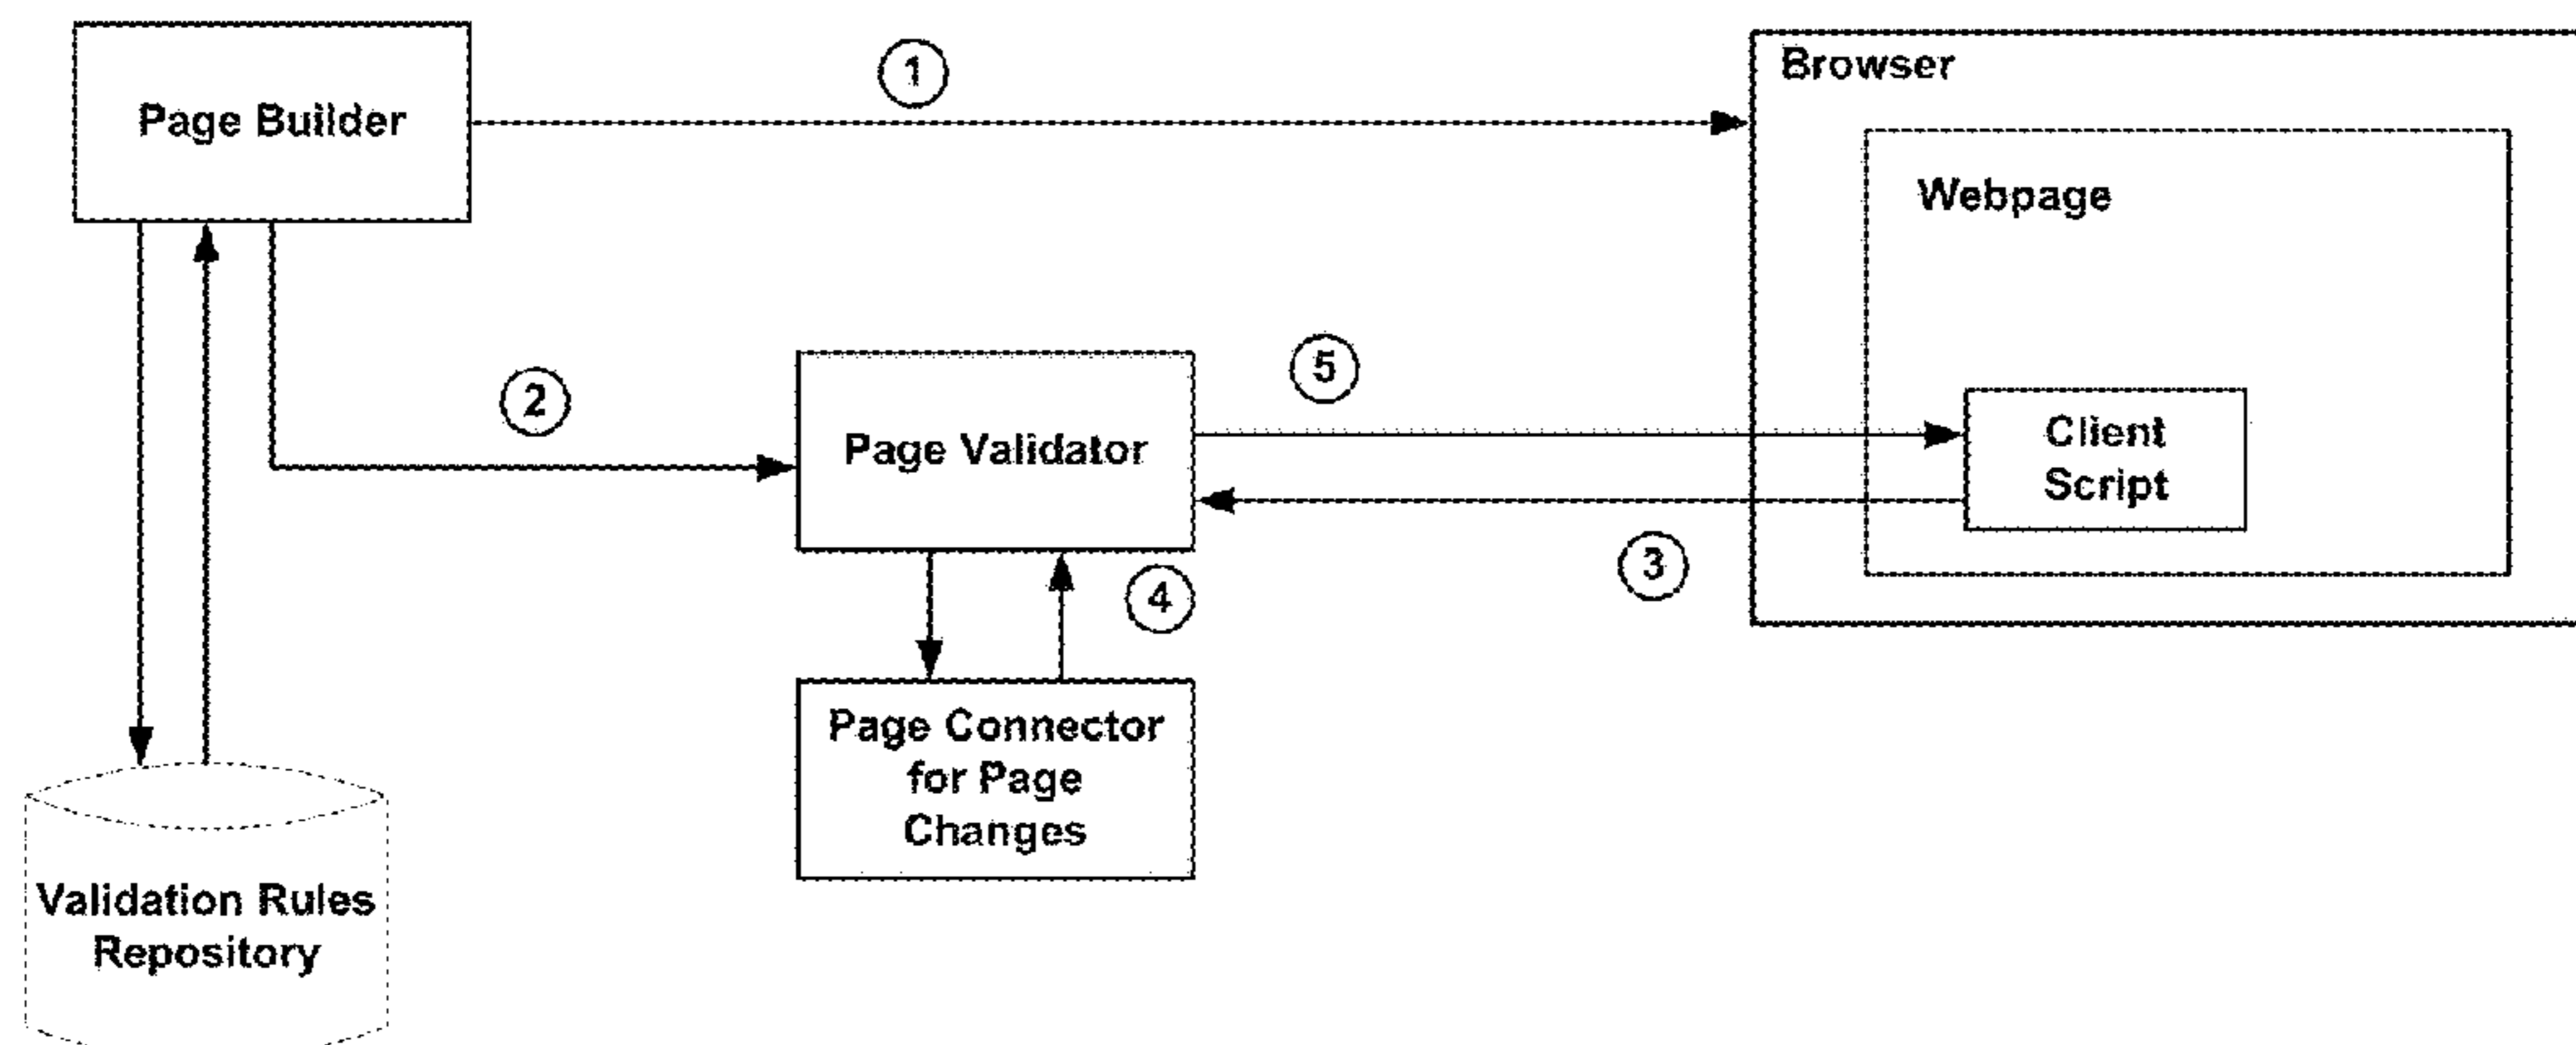 Page Builder
1
Browser
Webpage
2
Page Validator
5
Client
Script
3
4
Page Connector
for Page
Changes
Validation Rules
Repository